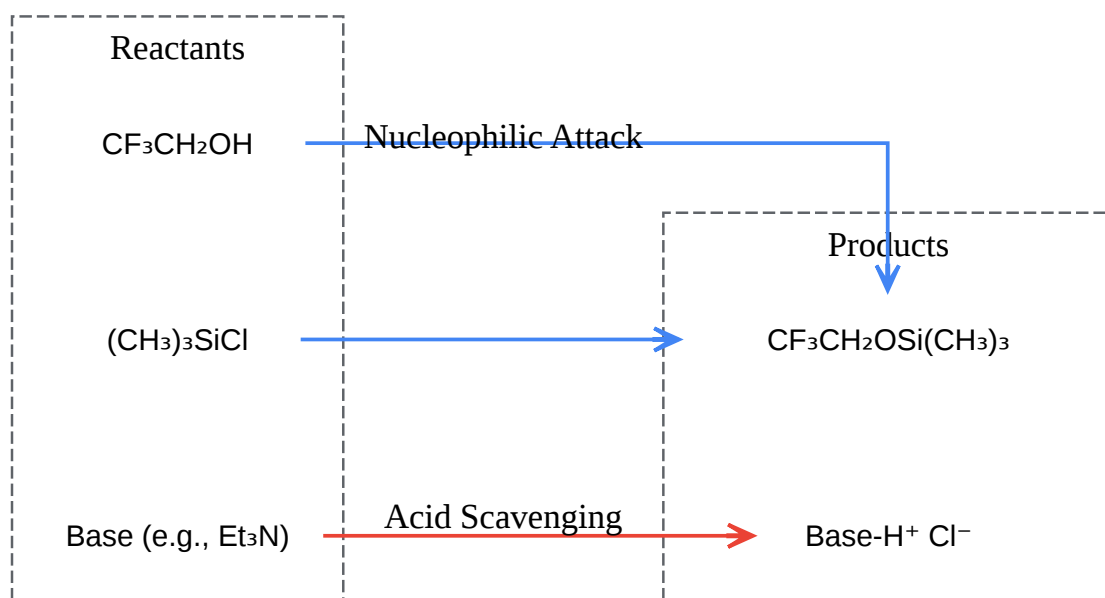 Reactants
CF₃CH₂OH
Nucleophilic Attack
Products
(CH₃)₃SiCl
CF₃CH₂OSi(CH₃)₃
Base (e.g., Et₃N)
Acid Scavenging
Base-H⁺ Cl⁻